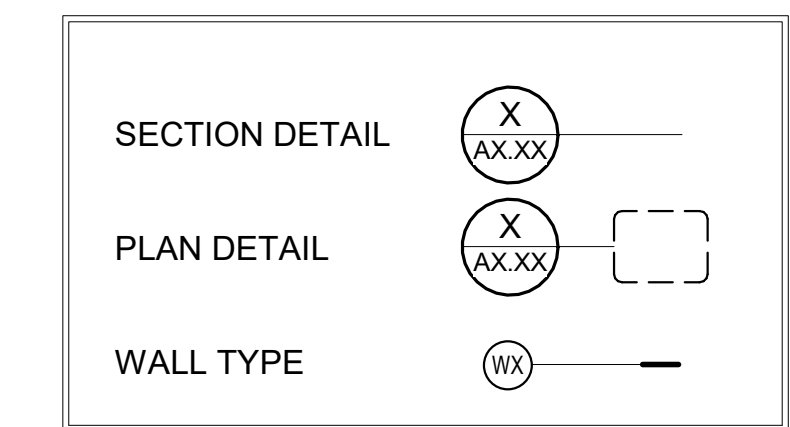 SECTION DETAIL
X
AX.XX
PLAN DETAIL
X
AX.XX
WALL TYPE
WX